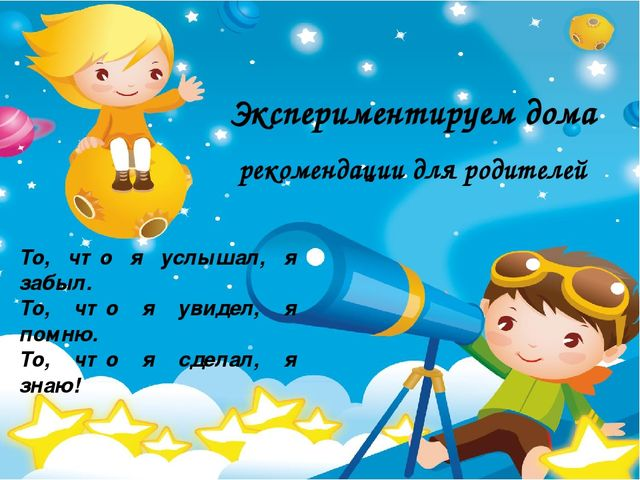 Экспериментируем дома
рекомендации для родителей
То, что я услышал, я
забыл.
То, что я увидел, я
помню.
То, что я сделал, я
знаю!